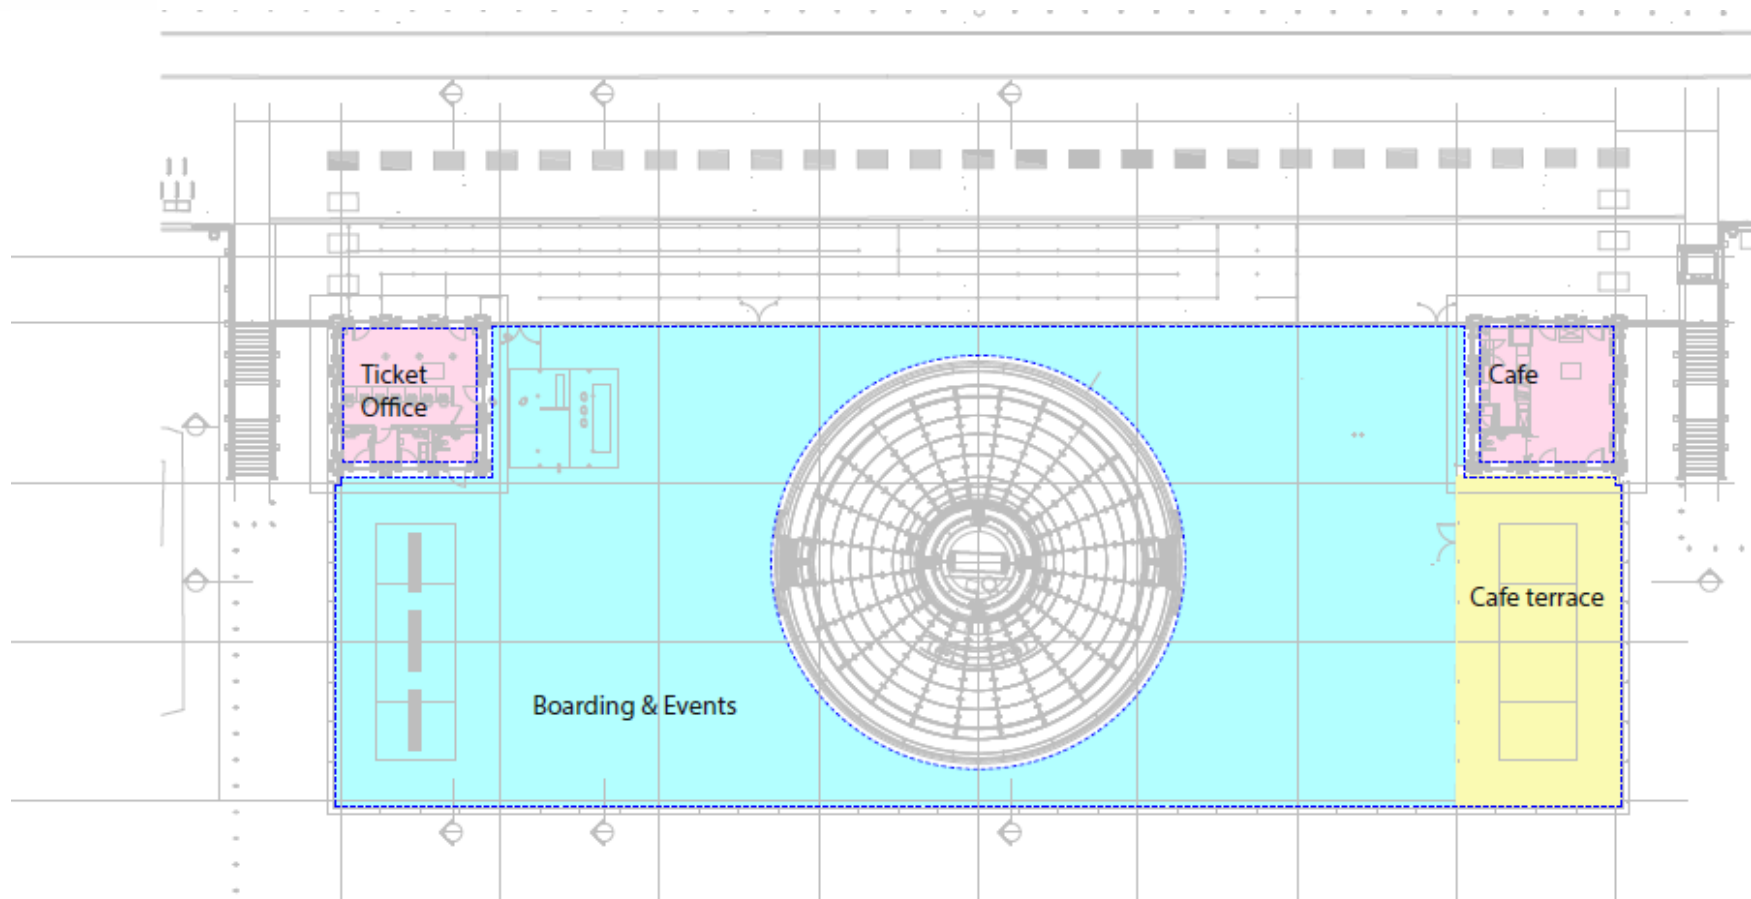 Ticket
Office
Cafe
Cafe terrace
Boarding & Events